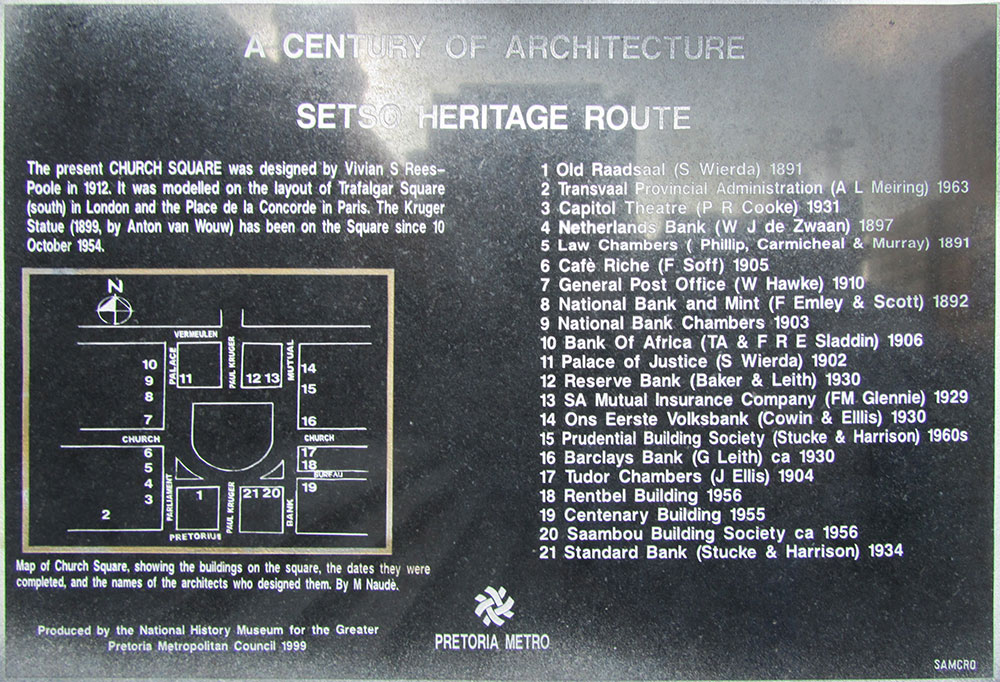 A CENTURY OF ARCHITECTURE
SETSO HERITAGE ROUTE
The present CHURCH SQUARE was designed by Vivian S Rees-
Poole in 1912. It was modelled on the layout of Trafalgar Square
(south) in London and the Place de la Concorde in Paris. The Kruger
Statue (1899, by Anton van Wouw) has been on the Square since 10
October 1954.
N
VERMEULEN
PALACE
PAUL KRUGER
MUTUAL
11
12 13
10
9
8
7
14
15
16
CHURCH
CHURCH
6
5
4
3
2
17
18
BUREAU
19
PARLIAMENT
1
PAUL KRUGER
21 20
BANK
PRETORIUS
Map of Church Square, showing the buildings on the square, the dates they were
completed, and the names of the architects who designed them. By M Naudè.
Produced by the National History Museum for the Greater
Pretoria Metropolitan Council 1999
1 Old Raadsaal (S Wierda) 1891
2 Transvaal Provincial Administration (A L Meiring) 1963
3 Capitol Theatre (P R Cooke) 1931
4 Netherlands Bank (W J de Zwaan) 1897
5 Law Chambers ( Phillip, Carmicheal & Murray) 1891
6 Cafè Riche (F Soff) 1905
7 General Post Office (W Hawke) 1910
8 National Bank and Mint (F Emley & Scott) 1892
9 National Bank Chambers 1903
10 Bank Of Africa (TA & F R E Sladdin) 1906
11 Palace of Justice (S Wierda) 1902
12 Reserve Bank (Baker & Leith) 1930
13 SA Mutual Insurance Company (FM Glennie) 1929
14 Ons Eerste Volksbank (Cowin & Elllis) 1930
15 Prudential Building Society (Stucke & Harrison) 1960s
16 Barclays Bank (G Leith) ca 1930
17 Tudor Chambers (J Ellis) 1904
18 Rentbel Building 1956
19 Centenary Building 1955
20 Saambou Building Society ca 1956
21 Standard Bank (Stucke & Harrison) 1934
PRETORIA METRO
SAMCRO